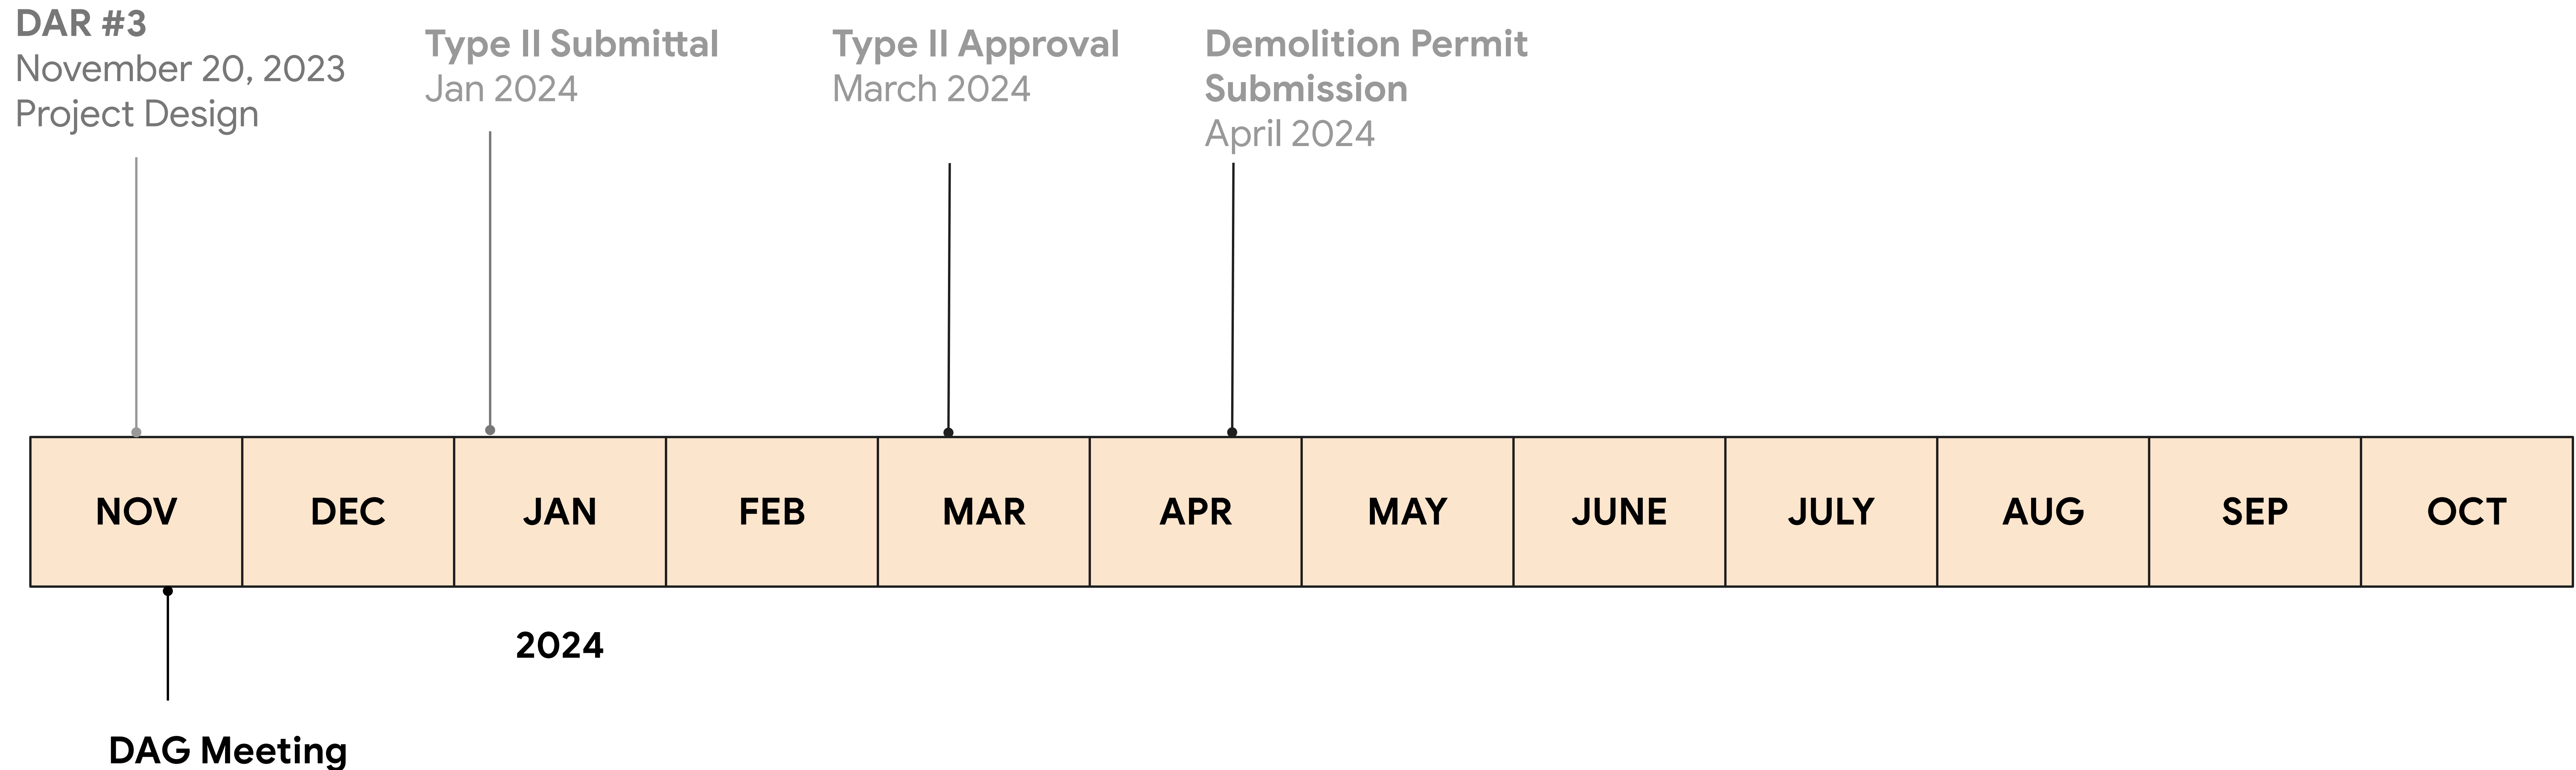 DAR #3
November 20, 2023
Project Design
Type II Submittal
Jan 2024
Type II Approval
March 2024
Demolition Permit
Submission
April 2024
NOV
DEC
JAN
FEB
MAR
APR
MAY
JUNE
JULY
AUG
SEP
OCT
2024
DAG Meeting